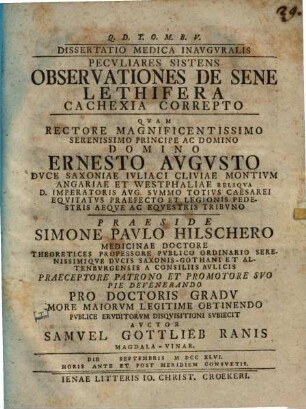 Q. D. T. O. M. B. V.
DISSERTATIO MEDICA INAVGVRALIS
PECVLIARES SISTENS
OBSERVATIONES DE SENE
LETHIFERA
CACHEXIA CORREPTO
QVAM
RECTORE MAGNIFICENTISSIMO
SERENISSIMO PRINCIPE AC DOMINO
DOMINO
ERNESTO AVGVSTO
DVCE SAXONIAE IVLIACI CLIVIAE MONTIVM
ANGARIAE ET WESTPHALIAE RELIQVA
D. IMPERATORIS AVG. SVMMO TOTIVS CAESAREI
EQVITATVS PRAEFECTO ET LEGIONIS PEDE-
STRIS AEQVE AC EQVESTRIS TRIBVNO
PRAESIDE
SIMONE PAVLO HILSCHERO
MEDICINAE DOCTORE
THEORETICES PROFESSORE PVBLICO ORDINARIO SERE-
NISSIMIQVE DVCIS SAXONIS-GOTHANI ET AL-
TENBVRGENSIS A CONSILIIS AVLICIS
PRAECEPTORE PATRONO ET PROMOTORE SVO
PIE DEVENERANDO
PRO DOCTORIS GRADV
MORE MAIORVM LEGITIME OBTINENDO
PVBLICE ERVDITORVM DISQVISITIONI SVBIECIT
AVCTOR
SAMVEL GOTTLIEB RANIS
MAGDALA-VINAR.
DIE SEPTEMBRIS M DCC XLVI.
HORIS ANTE ET POST MERIDIEM CONSVETIS.
IENAE LITTERIS IO. CHRIST. CROEKERI.